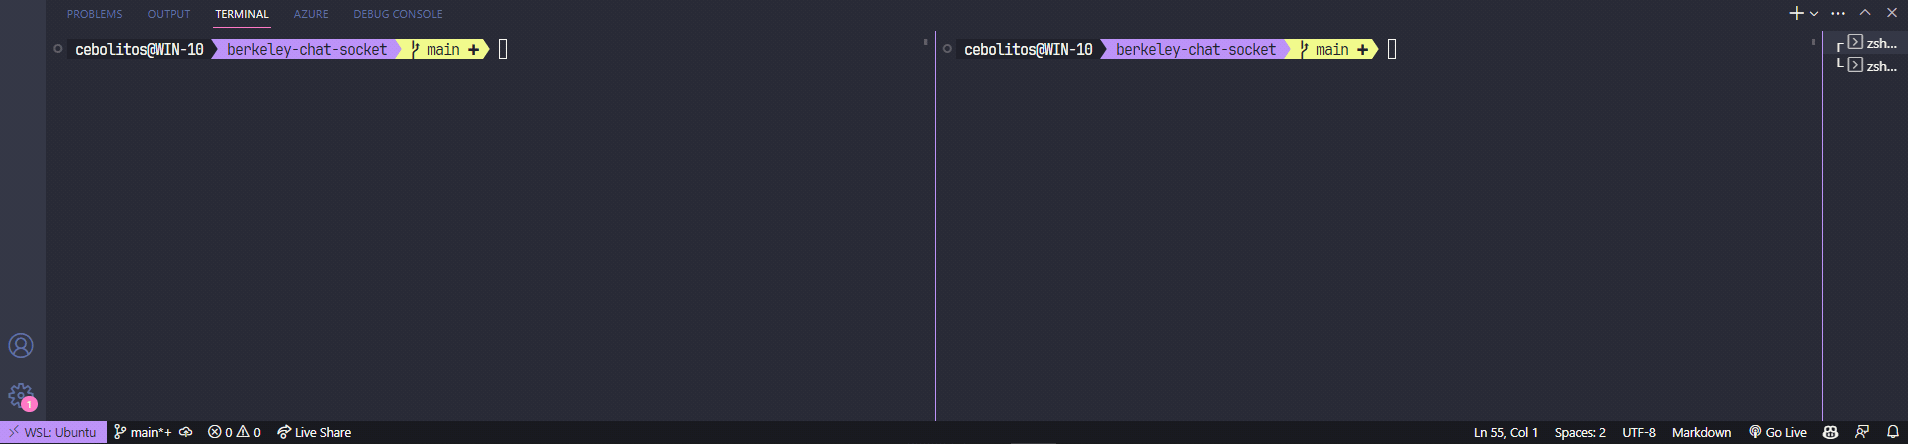 PROBLEMS OUTPUT TERMINAL AZURE DEBUG CONSOLE
cebolitos@WIN-10 berkeley-chat-socket main +
cebolitos@WIN-10 berkeley-chat-socket main +
zsh...
zsh...
1
WSL: Ubuntu main*+ 0 0 Live Share
Ln 55, Col 1 Spaces: 2 UTF-8 Markdown Go Live